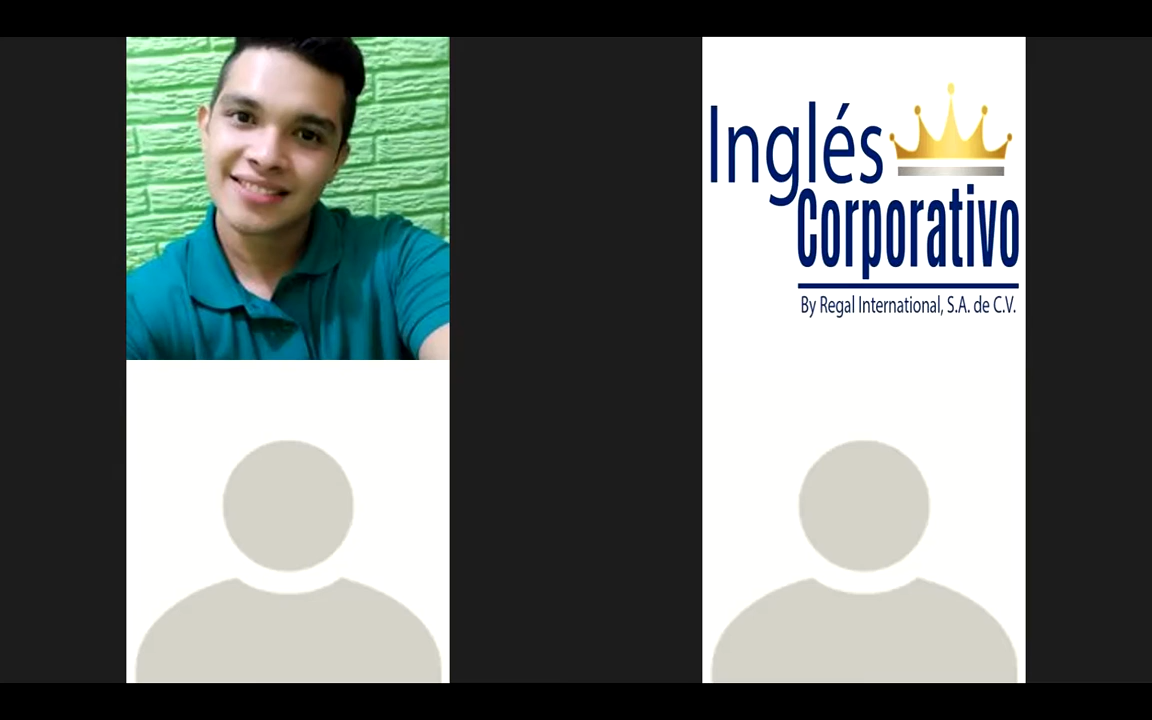 Inglés
Corporativo
By Regal International, S.A. de C.V.